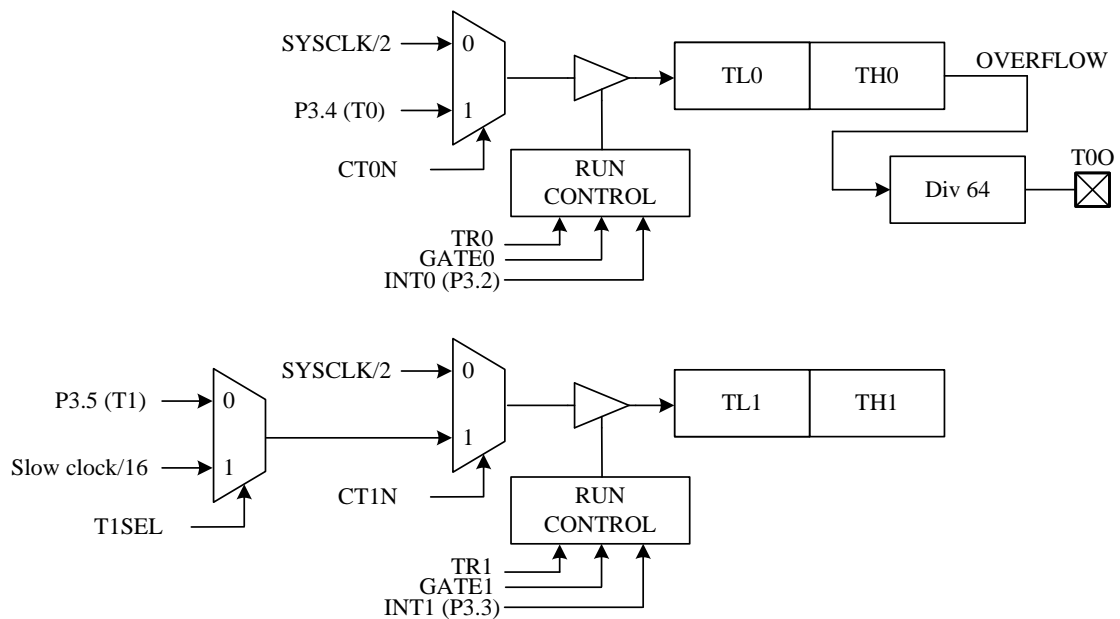 SYSCLK/2
0
TL0
TH0
OVERFLOW
P3.4 (T0)
1
CT0N
RUN
CONTROL
T0O
Div 64
TR0
GATE0
INT0 (P3.2)
SYSCLK/2
0
P3.5 (T1)
0
TL1
TH1
1
Slow clock/16
1
CT1N
RUN
CONTROL
T1SEL
TR1
GATE1
INT1 (P3.3)